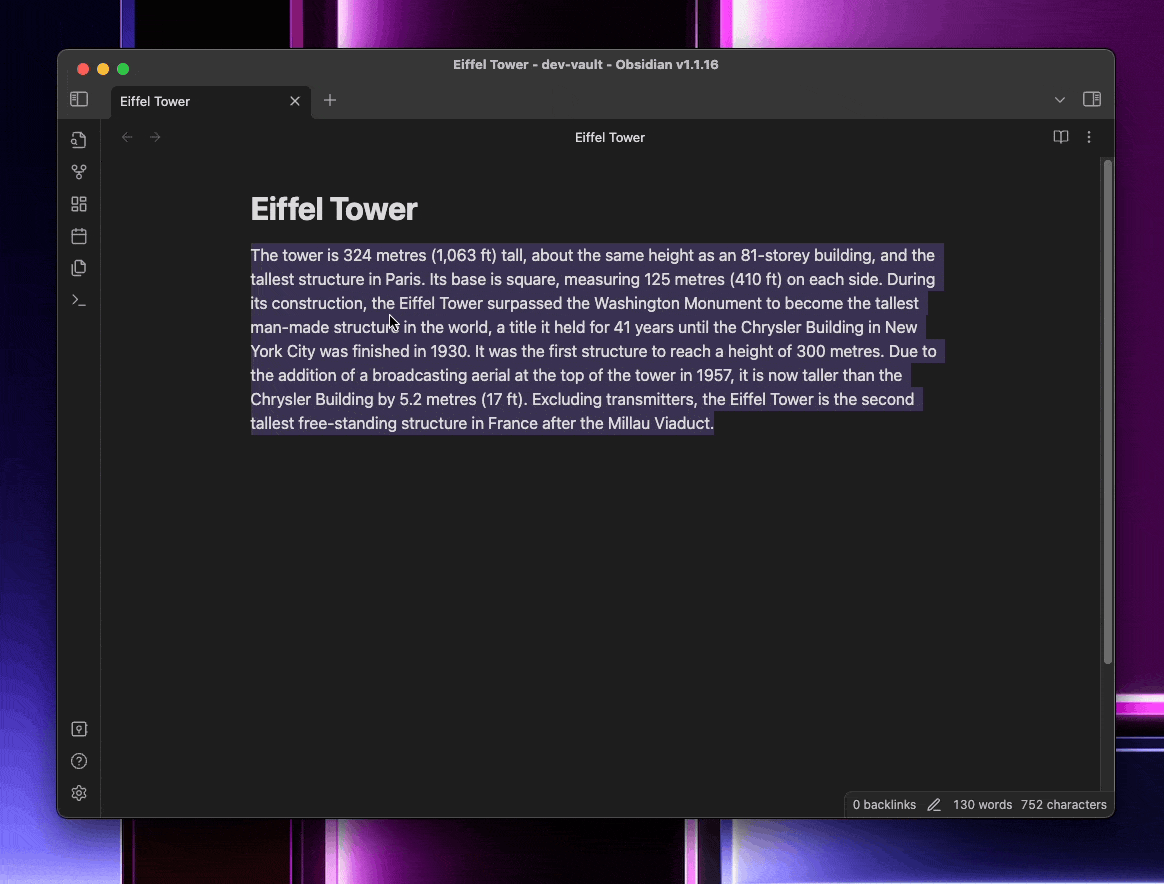 Eiffel Tower - dev-vault - Obsidian v1.1.16
Eiffel Tower
Eiffel Tower
Eiffel Tower
The tower is 324 metres (1,063 ft) tall, about the same height as an 81-storey building, and the
tallest structure in Paris. Its base is square, measuring 125 metres (410 ft) on each side. During
its construction, the Eiffel Tower surpassed the Washington Monument to become the tallest
man-made structure in the world, a title it held for 41 years until the Chrysler Building in New
York City was finished in 1930. It was the first structure to reach a height of 300 metres. Due to
the addition of a broadcasting aerial at the top of the tower in 1957, it is now taller than the
Chrysler Building by 5.2 metres (17 ft). Excluding transmitters, the Eiffel Tower is the second
tallest free-standing structure in France after the Millau Viaduct.
0 backlinks 130 words 752 characters